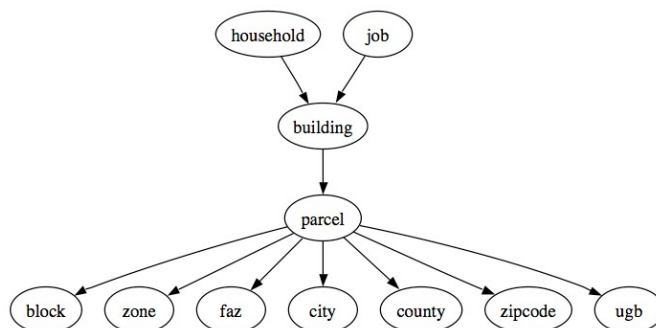 household job
building
parcel
block zone faz city county zipcode ugb